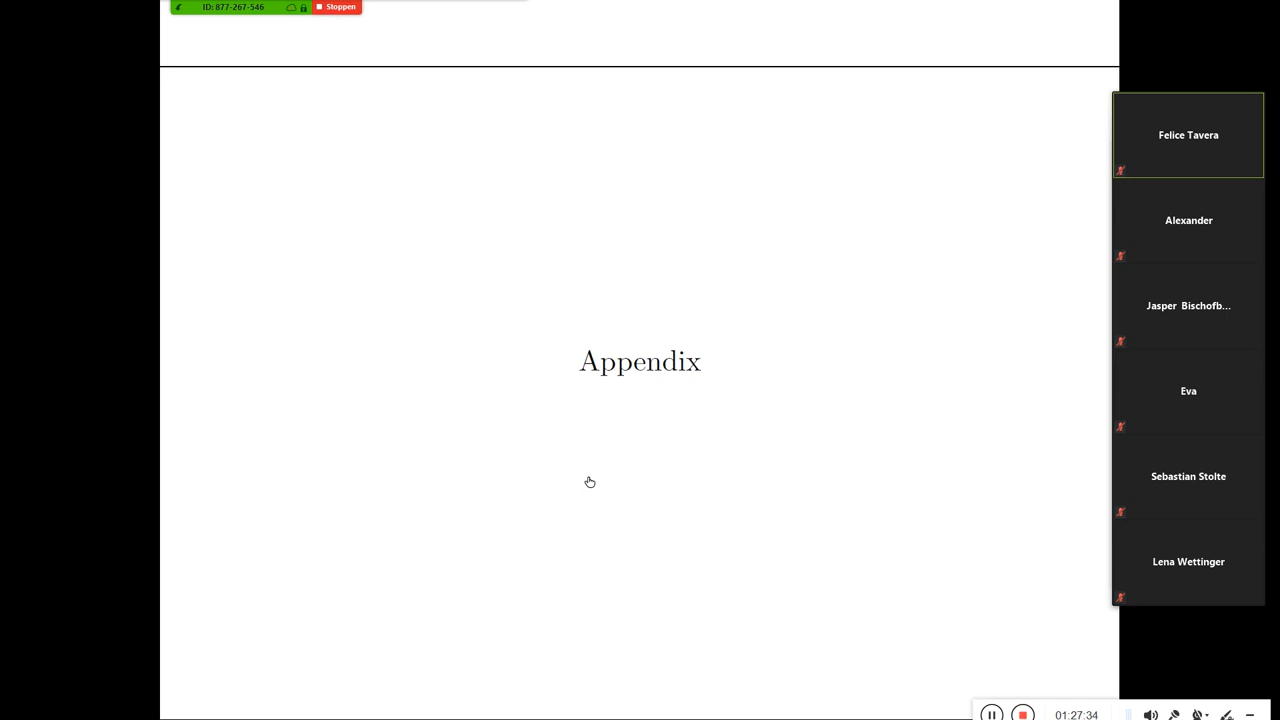 ID: 877-267-546
Stoppen
Felice Tavera
Alexander
Jasper Bischofb...
Appendix
Eva
Sebastian Stolte
Lena Wettinger
01:27:34